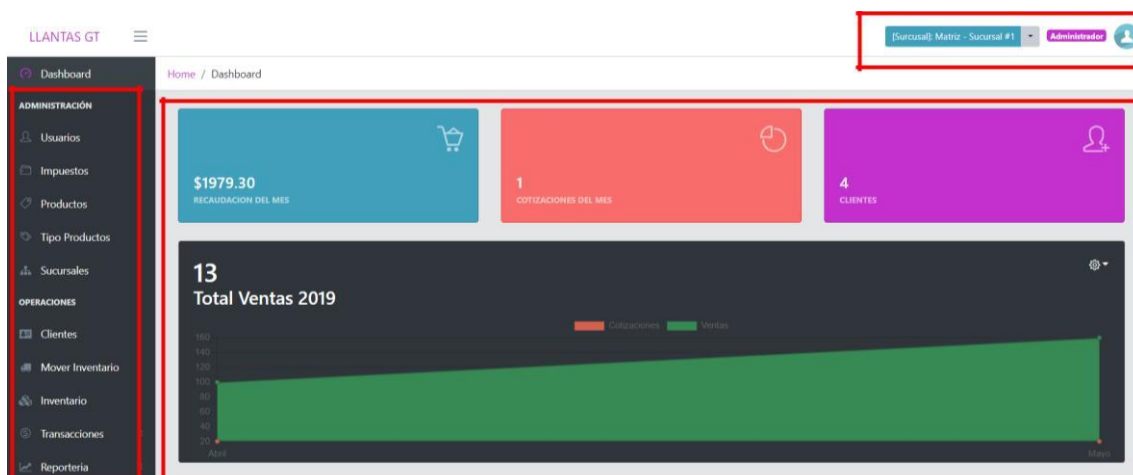 LLANTAS GT
[Surcusal]: Matriz - Sucursal #1
Administrador
Dashboard
Home / Dashboard
ADMINISTRACIÓN
Usuarios
Impuestos
Productos
Tipo Productos
Sucursales
OPERACIONES
Clientes
Mover Inventario
Inventario
Transacciones
Reporteria
$1979.30
RECAUDACION DEL MES
1
COTIZACIONES DEL MES
4
CLIENTES
13
Total Ventas 2019
Cotizaciones Ventas
160
140
120
100
80
60
40
20
Abril Mayo